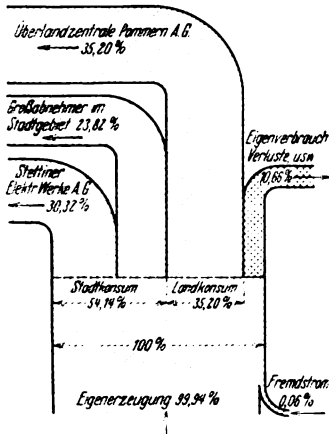 Überlandzentrale Pommern A.G.
35,20 %
Großabnehmer im
Stadtgebiet 23,82 %
Eigenverbrauch
Verluste, usw
10,66 %
Stettiner
Elektr. Werke A.G
30,32 %
Stadtkonsum
54,14 %
Landkonsum
35,20 %
100 %
Fremdstrom
0,06 %
Eigenerzeugung 99,94 %